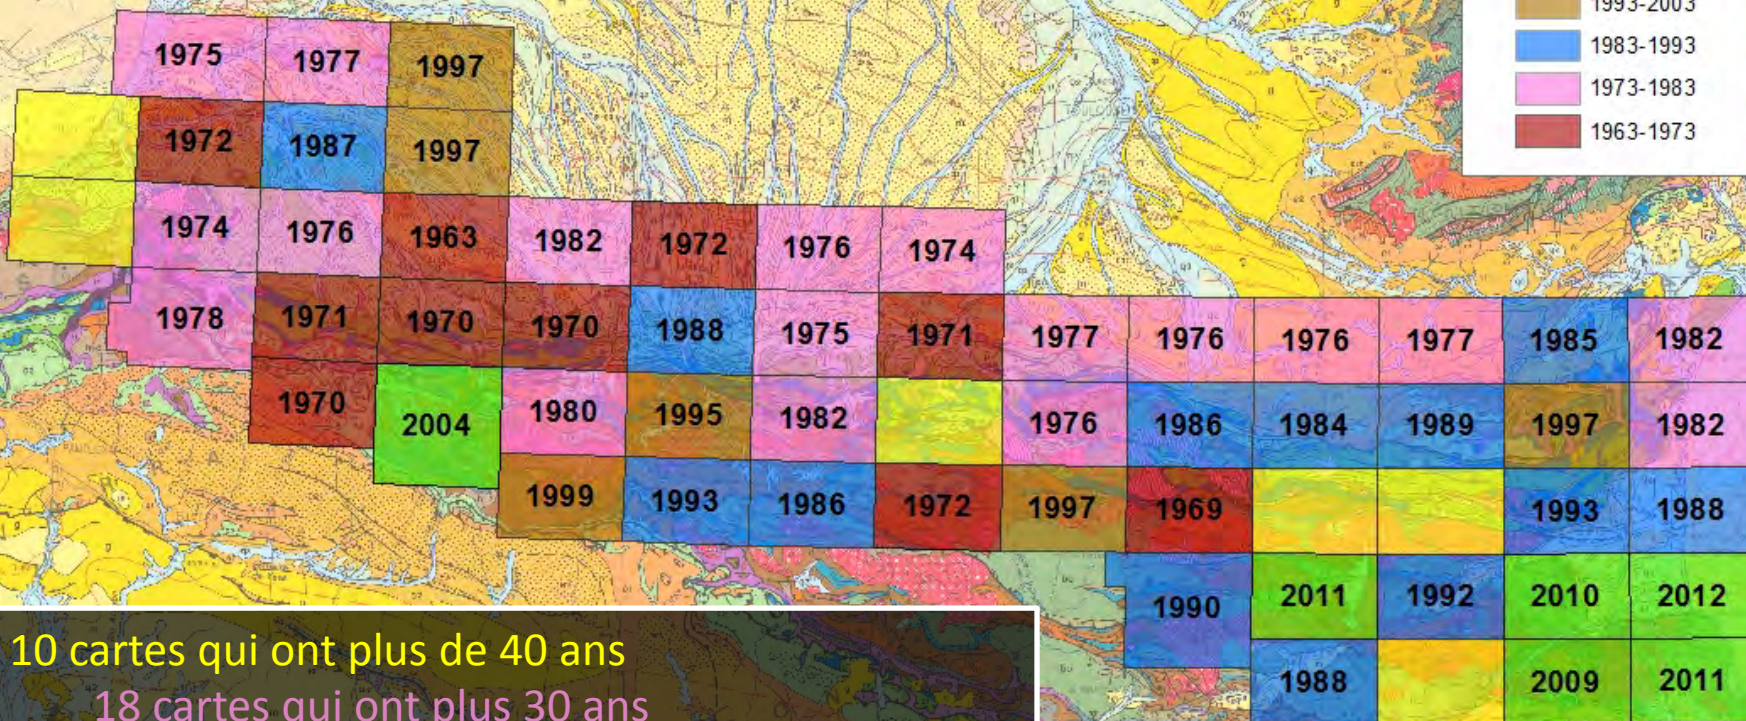 1993-2003
1983-1993
1973-1983
1963-1973
1975 1977 1997
1972 1987 1997
1974 1976 1963 1982 1972 1976 1974
1978 1971 1970 1970 1988 1975 1971 1977 1976 1976 1977 1985 1982
1970 2004 1980 1995 1982 1976 1986 1984 1989 1997 1982
1999 1993 1986 1972 1997 1969 1993 1988
1990 2011 1992 2010 2012
1988 2009 2011
10 cartes qui ont plus de 40 ans
18 cartes qui ont plus 30 ans